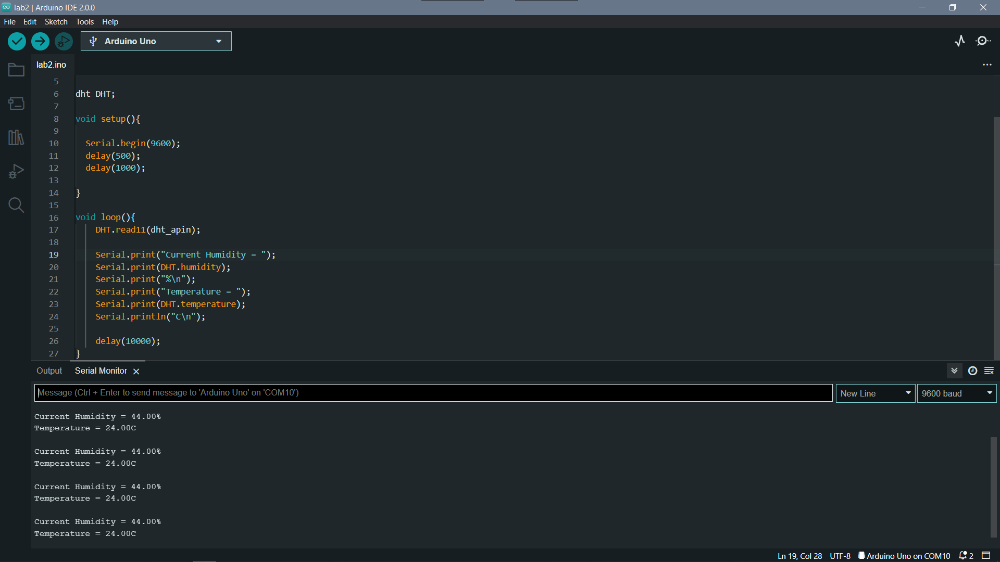 lab2 | Arduino IDE 2.0.0
File Edit Sketch Tools Help
Arduino Uno
lab2.ino
5
6 dht DHT;
7
8 void setup(){
9
10 Serial.begin(9600);
11 delay(500);
12 delay(1000);
13
14 }
15
16 void loop(){
17 DHT.read11(dht_apin);
18
19 Serial.print("Current Humidity = ");
20 Serial.print(DHT.humidity);
21 Serial.print("%\n");
22 Serial.print("Temperature = ");
23 Serial.print(DHT.temperature);
24 Serial.println("C\n");
25
26 delay(10000);
27 }
Output Serial Monitor
Message (Ctrl + Enter to send message to 'Arduino Uno' on 'COM10') New Line 9600 baud
Current Humidity = 44.00%
Temperature = 24.00C
Current Humidity = 44.00%
Temperature = 24.00C
Current Humidity = 44.00%
Temperature = 24.00C
Current Humidity = 44.00%
Temperature = 24.00C
Ln 19, Col 28 UTF-8 Arduino Uno on COM10 2